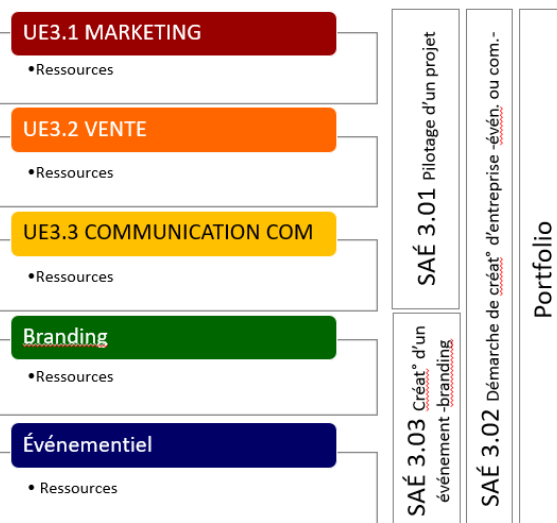 UE3.1 MARKETING
•Ressources
UE3.2 VENTE
•Ressources
UE3.3 COMMUNICATION COM
•Ressources
Branding
•Ressources
Événementiel
• Ressources
SAÉ 3.01 Pilotage d'un projet
SAÉ 3.03 Créat° d'un
événement -branding
SAÉ 3.02 Démarche de créat° d'entreprise -évén. ou com.-
Portfolio